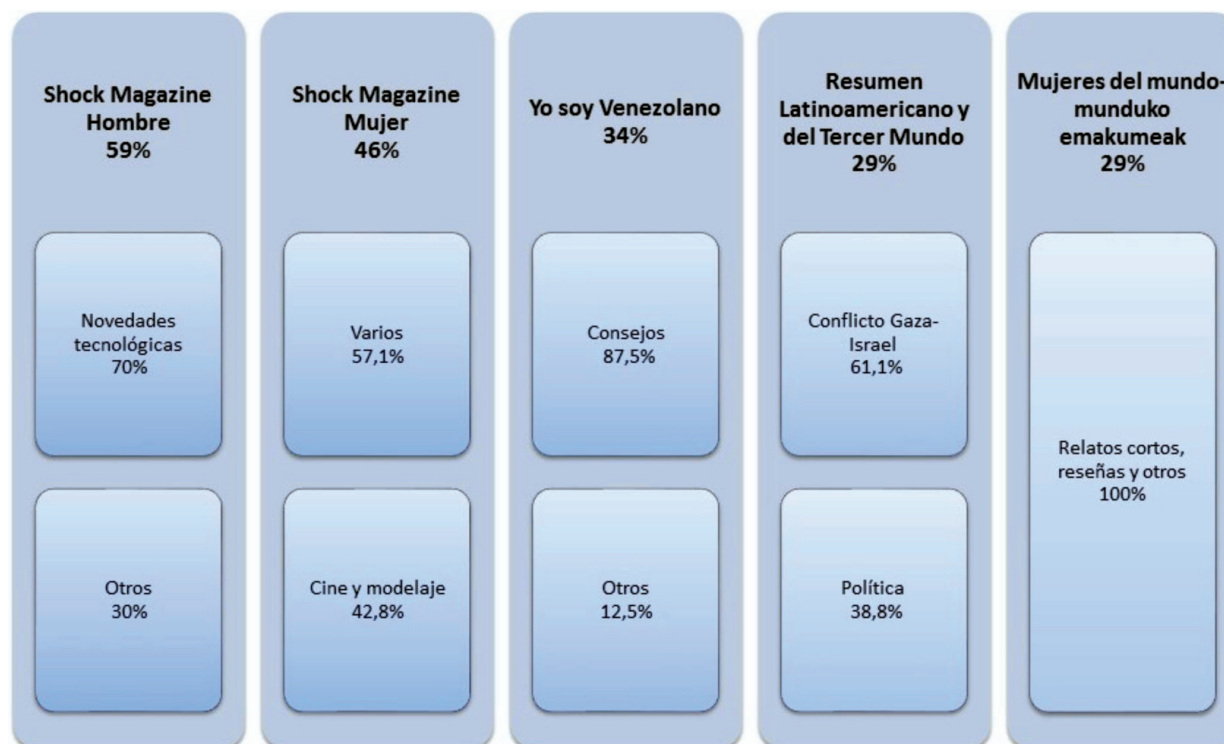 Shock Magazine
Hombre
59%
Novedades
tecnológicas
70%
Otros
30%
Shock Magazine
Mujer
46%
Varios
57,1%
Cine y modelaje
42,8%
Yo soy Venezolano
34%
Consejos
87,5%
Otros
12,5%
Resumen
Latinoamericano y
del Tercer Mundo
29%
Conflicto Gaza-
Israel
61,1%
Política
38,8%
Mujeres del mundo-
munduko
emakumeak
29%
Relatos cortos,
reseñas y otros
100%